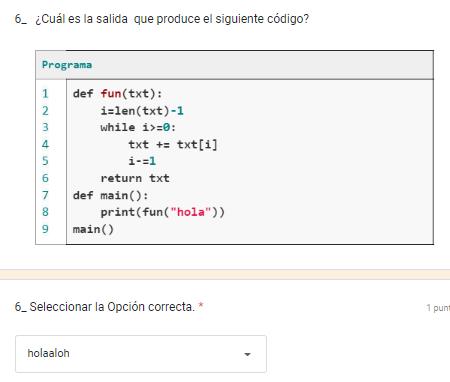 6_ ¿Cuál es la salida que produce el siguiente código?
Programa
1 def fun(txt):
2 i=len(txt)-1
3 while i>=0:
4 txt += txt[i]
5 i-=1
6 return txt
7 def main():
8 print(fun("hola"))
9 main()
6_ Seleccionar la Opción correcta. *
1 punt
holaaloh